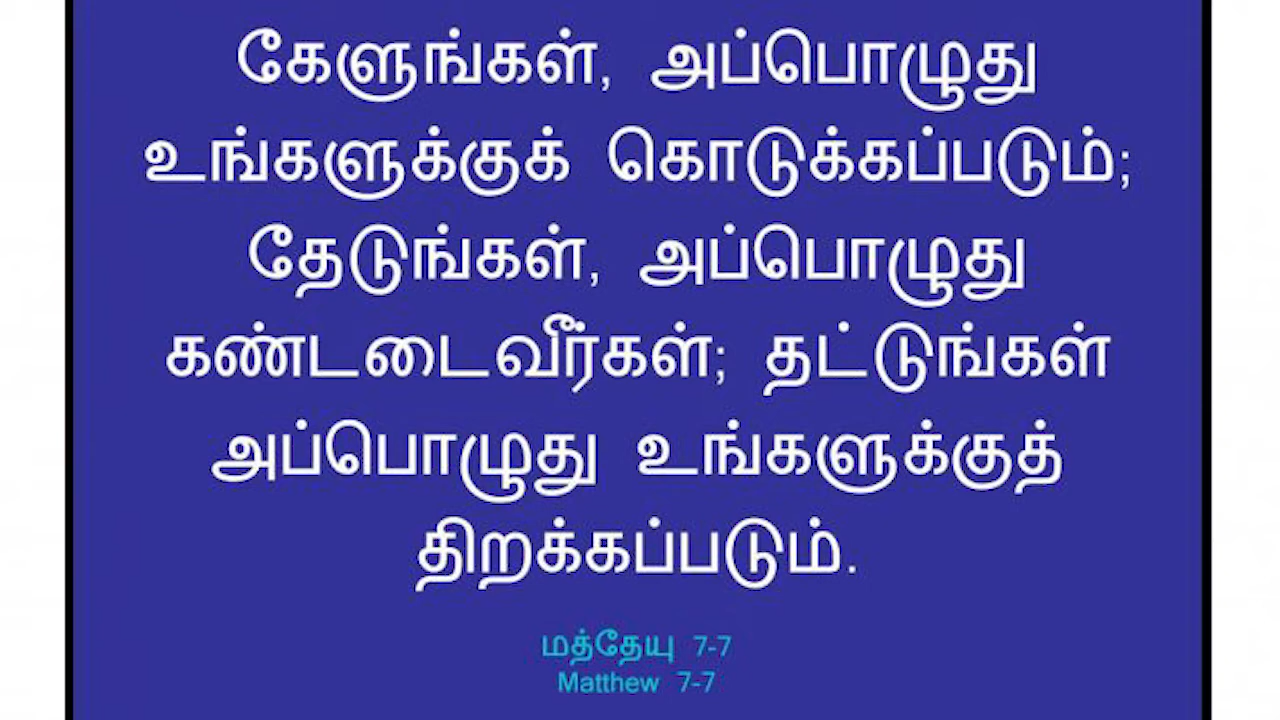 கேளுங்கள், அப்பொழுது
உங்களுக்குக் கொடுக்கப்படும்;
தேடுங்கள், அப்பொழுது
கண்டடைவீர்கள்; தட்டுங்கள்
அப்பொழுது உங்களுக்குத்
திறக்கப்படும்.
மத்தேயு 7-7
Matthew 7-7